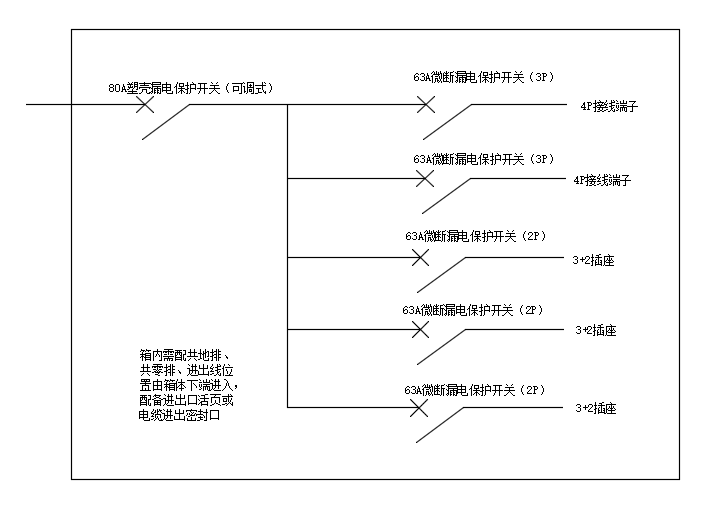 80A塑壳漏电保护开关（可调式）
63A微断漏电保护开关（3P）
4P接线端子
63A微断漏电保护开关（3P）
4P接线端子
63A微断漏电保护开关（2P）
3+2插座
63A微断漏电保护开关（2P）
3+2插座
63A微断漏电保护开关（2P）
3+2插座
箱内需配共地排、
共零排、进出线位
置由箱体下端进入，
配备进出口活页或
电缆进出密封口